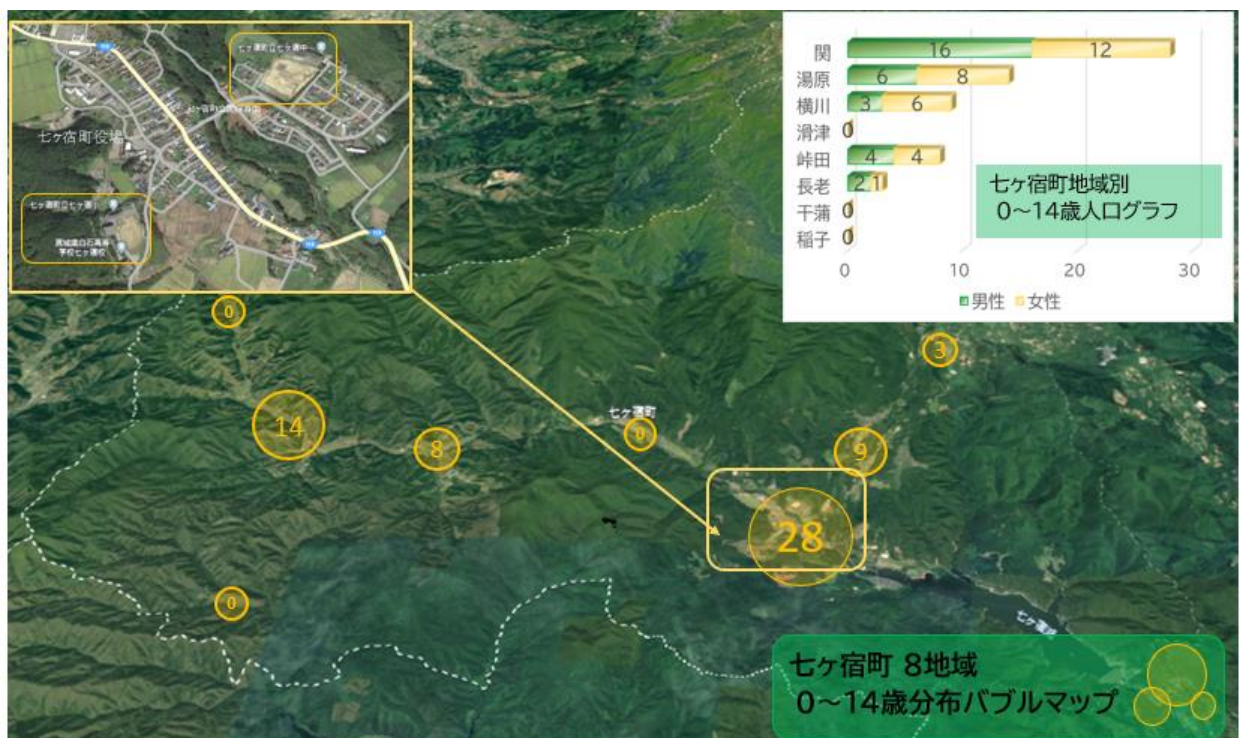 七ヶ宿町役場
関 16 12
湯原 6 8
横川 3 6
滑津 0
峠田 4 4
長老 2 1
干蒲 0
稲子 0
0 10 20 30
男性 女性
七ヶ宿町地域別
0～14歳人口グラフ
0
3
14
8
七ヶ宿町
0
9
28
0
七ヶ宿町 8地域
0～14歳分布バブルマップ